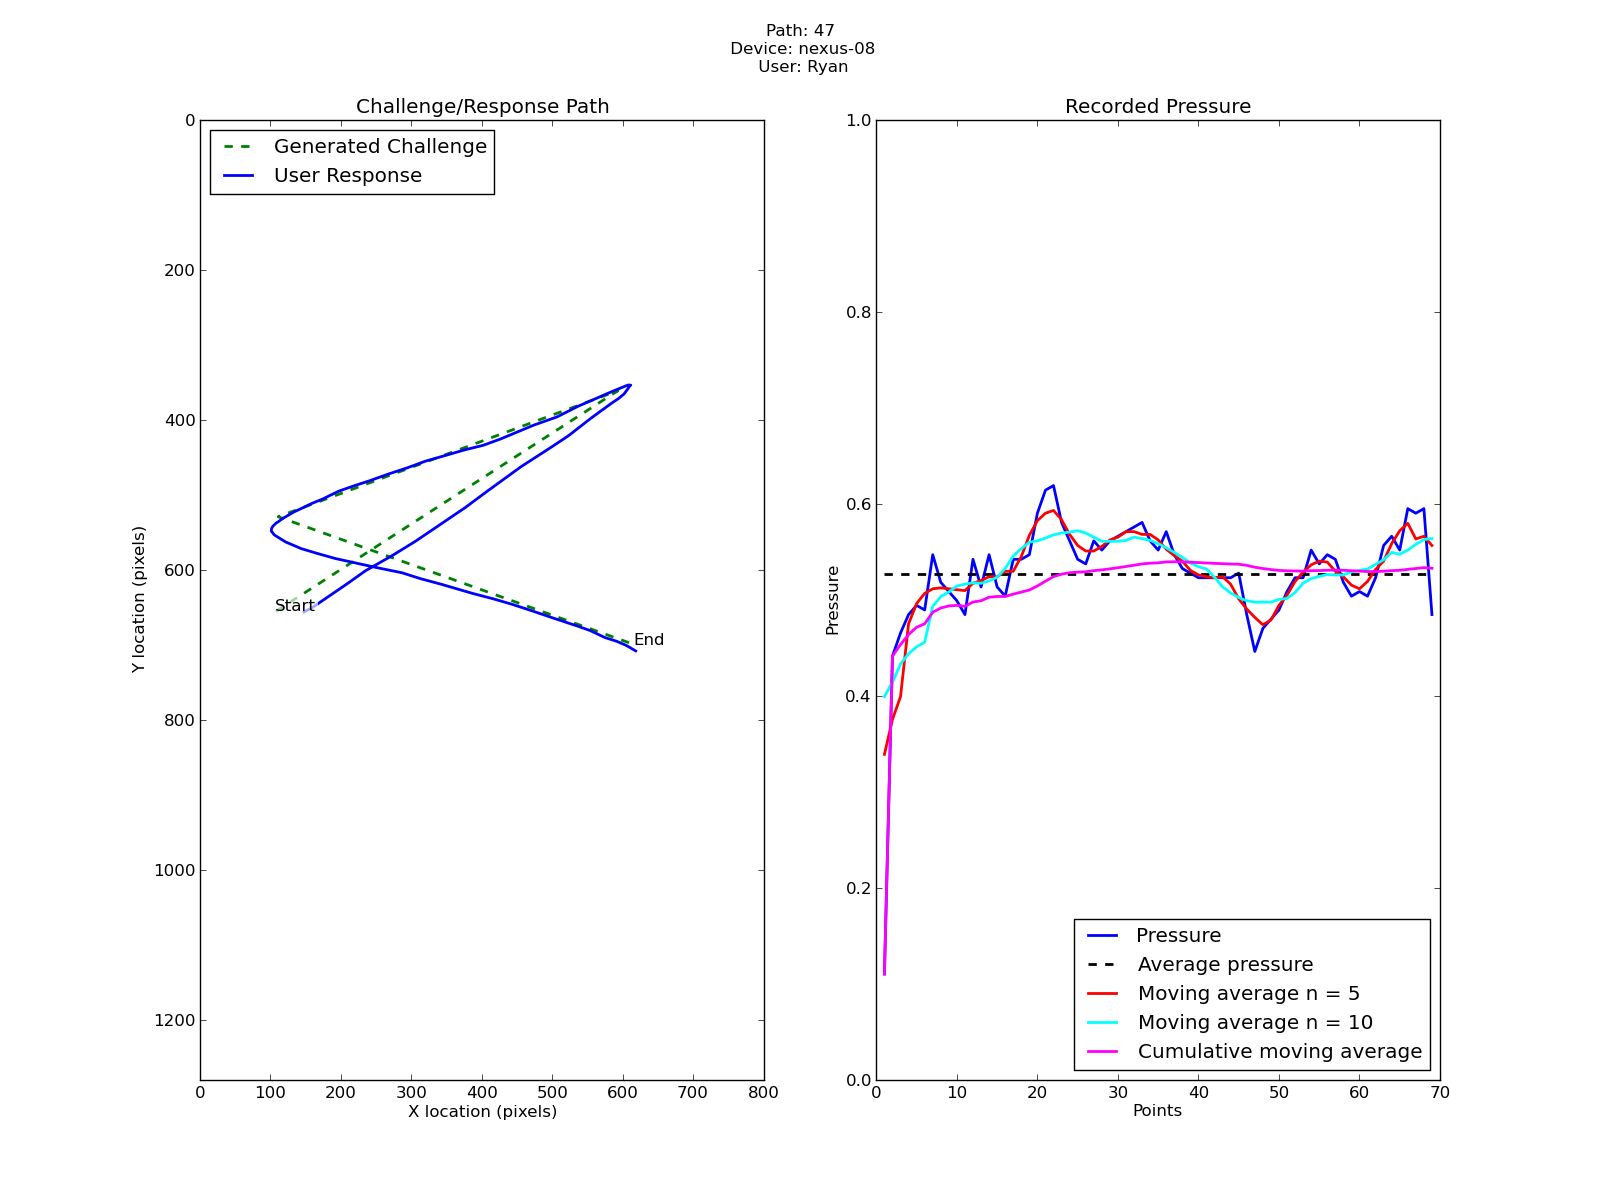 Path: 47
Device: nexus-08
User: Ryan
Challenge/Response Path
Generated Challenge
User Response
0
200
400
600
800
1000
1200
Y location (pixels)
Start
End
0 100 200 300 400 500 600 700 800
X location (pixels)
Recorded Pressure
1.0
0.8
0.6
0.4
0.2
0.0
Pressure
Pressure
Average pressure
Moving average n = 5
Moving average n = 10
Cumulative moving average
0 10 20 30 40 50 60 70
Points